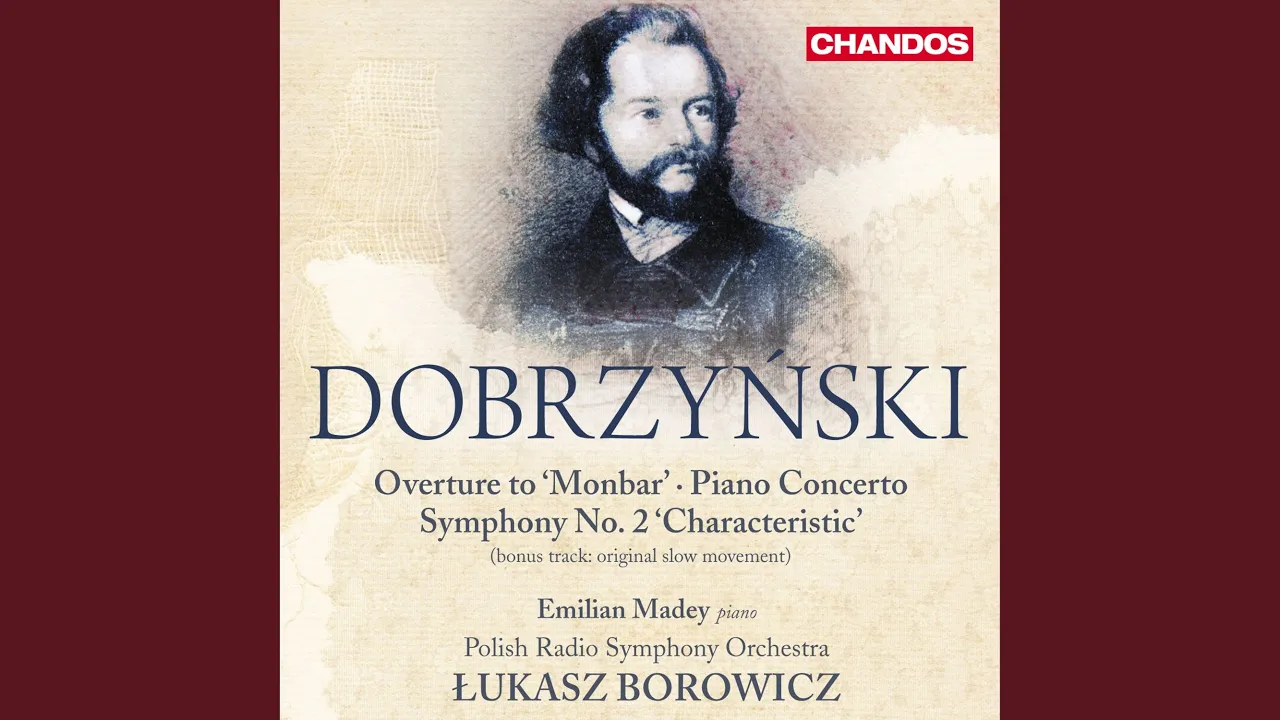 CHANDOS
DOBRZYŃSKI
Overture to ‘Monbar’ · Piano Concerto
Symphony No. 2 ‘Characteristic’
(bonus track: original slow movement)
Emilian Madey piano
Polish Radio Symphony Orchestra
ŁUKASZ BOROWICZ